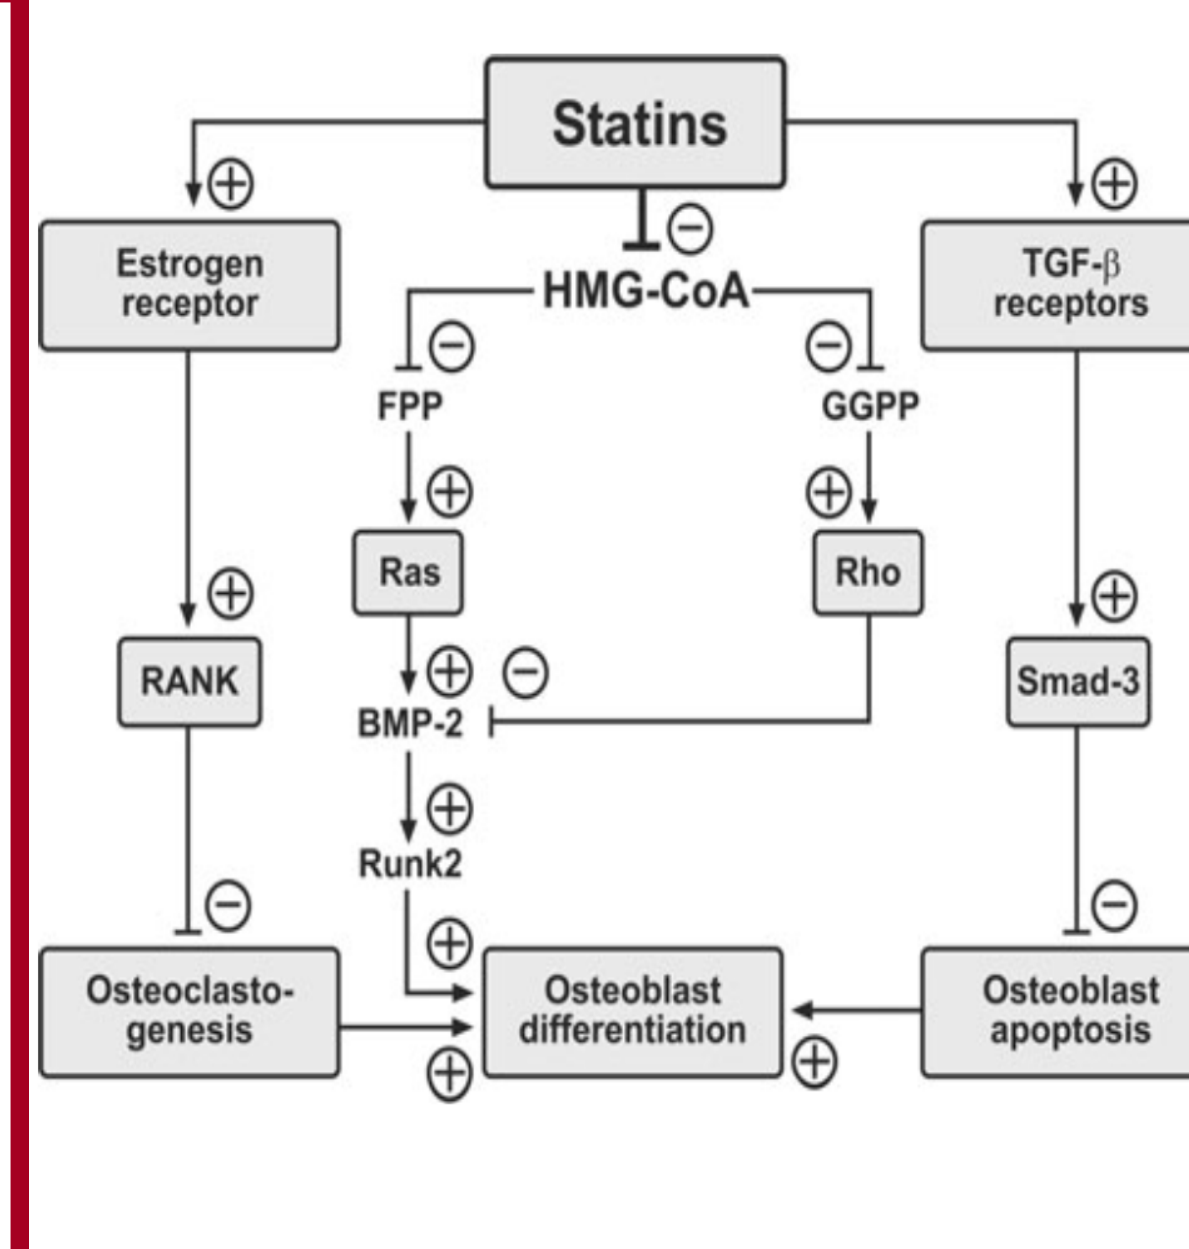 Statins
Estrogen
receptor
TGF-β
receptors
HMG-CoA
FPP
GGPP
Ras
Rho
RANK
Smad-3
BMP-2
Runk2
Osteoclasto-
genesis
Osteoblast
differentiation
Osteoblast
apoptosis